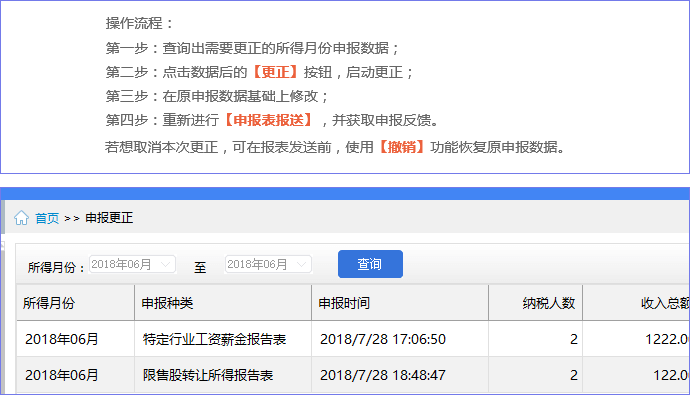 操作流程：
第一步：查询出需要更正的所得月份申报数据；
第二步：点击数据后的【更正】按钮，启动更正；
第三步：在原申报数据基础上修改；
第四步：重新进行【申报表报送】，并获取申报反馈。
若想取消本次更正，可在报表发送前，使用【撤销】功能恢复原申报数据。
首页 >> 申报更正
所得月份： 2018年06月 至 2018年06月 查询
所得月份 申报种类 申报时间 纳税人数 收入总额
2018年06月 特定行业工资薪金报告表 2018/7/28 17:06:50 2 1222.0
2018年06月 限售股转让所得报告表 2018/7/28 18:48:47 2 122.0